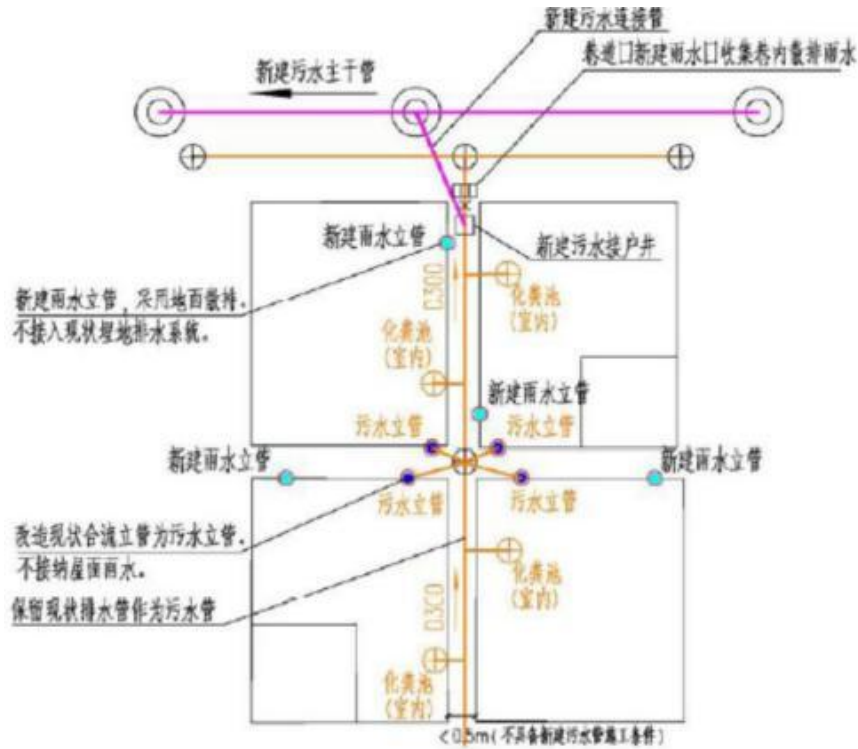 新建污水连接管
巷道口新建雨水口收集巷内散排雨水
新建污水主干管
新建雨水立管
新建污水接户井
新建雨水立管，采用地面散排。
不接入现状埋地排水系统。
D300
化粪池
(室内)
化粪池
(室内)
新建雨水立管
污水立管
污水立管
新建雨水立管
新建雨水立管
污水立管
污水立管
改造现状合流立管为污水立管。
不接纳屋面雨水。
化粪池
(室内)
D300
保留现状排水管作为污水管
化粪池
(室内)
<0.5m(不具备新建污水管施工条件)